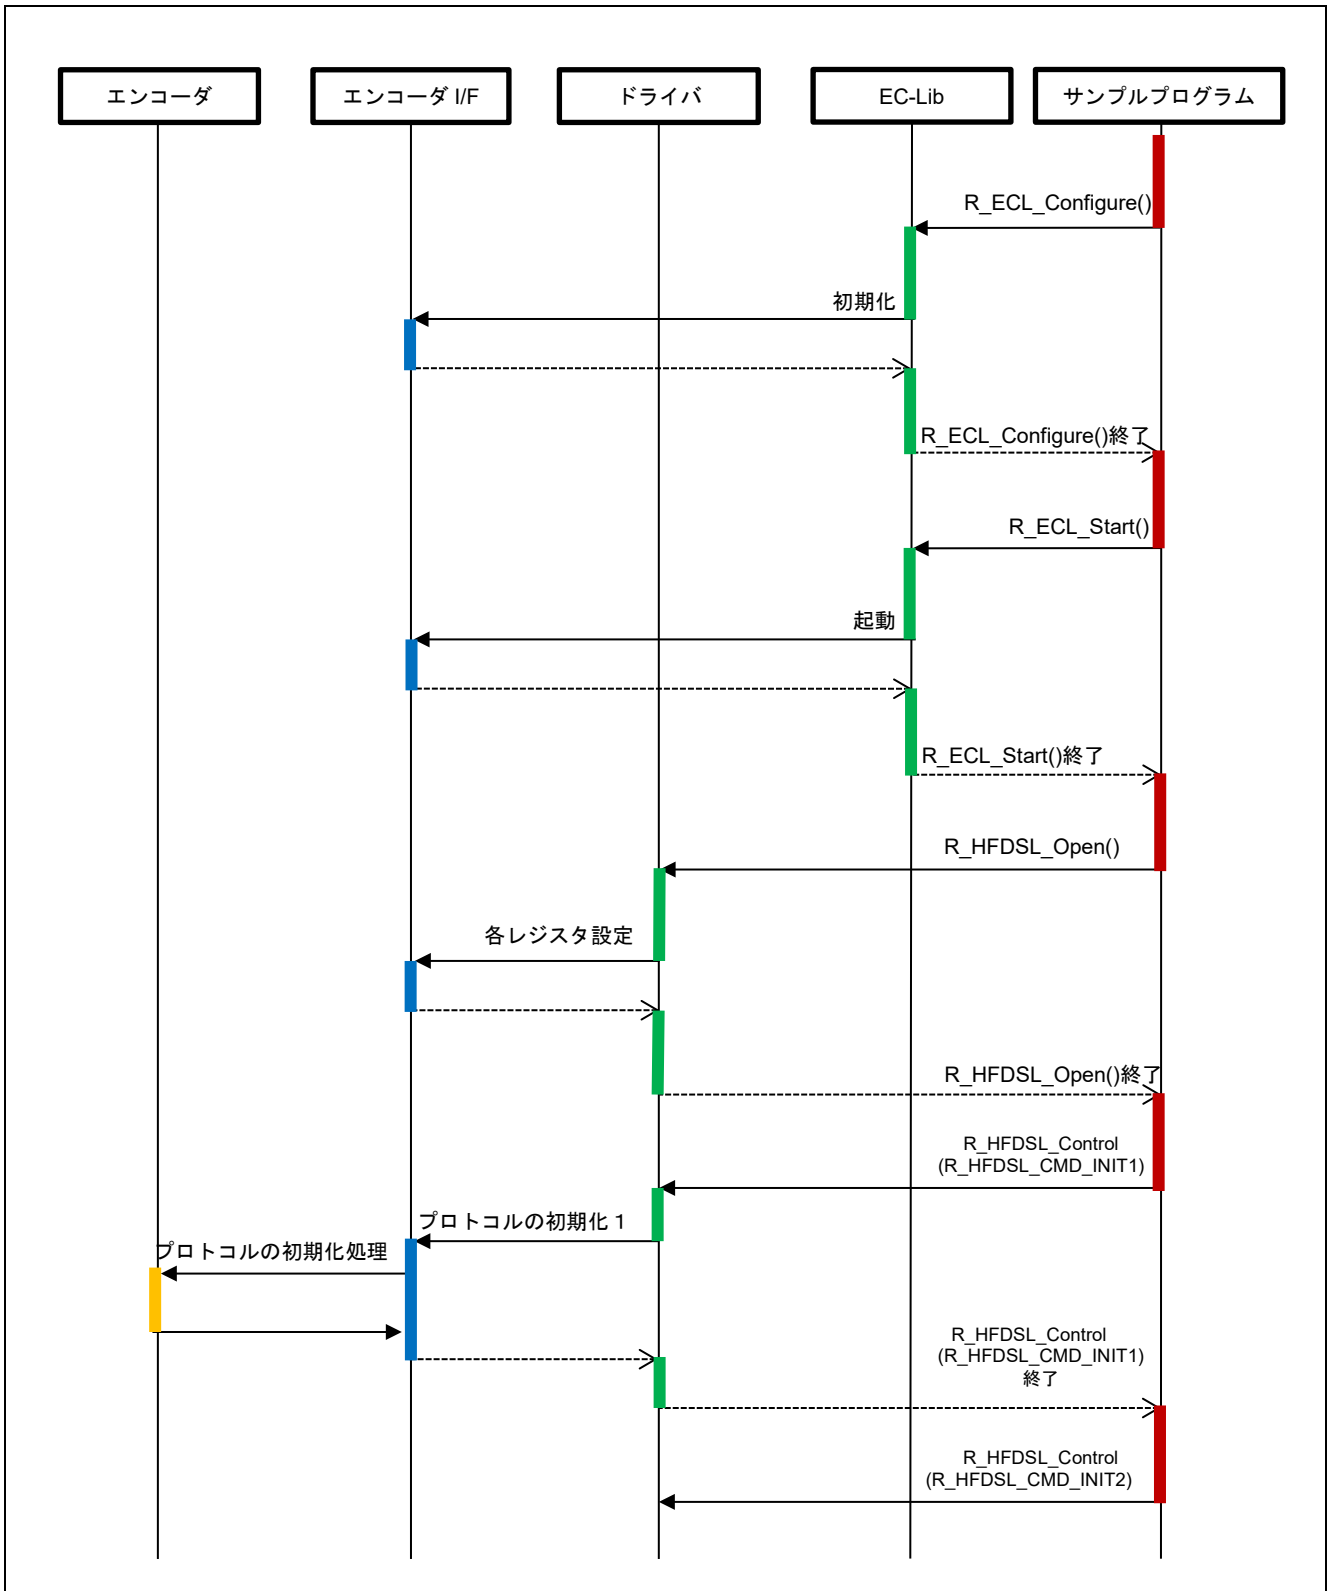 エンコーダ
エンコーダ I/F
ドライバ
EC-Lib
サンプルプログラム
R_ECL_Configure()
初期化
R_ECL_Configure()終了
R_ECL_Start()
起動
R_ECL_Start()終了
R_HFDSL_Open()
各レジスタ設定
R_HFDSL_Open()終了
R_HFDSL_Control
(R_HFDSL_CMD_INIT1)
プロトコルの初期化１
プロトコルの初期化処理
R_HFDSL_Control
(R_HFDSL_CMD_INIT1)
終了
R_HFDSL_Control
(R_HFDSL_CMD_INIT2)